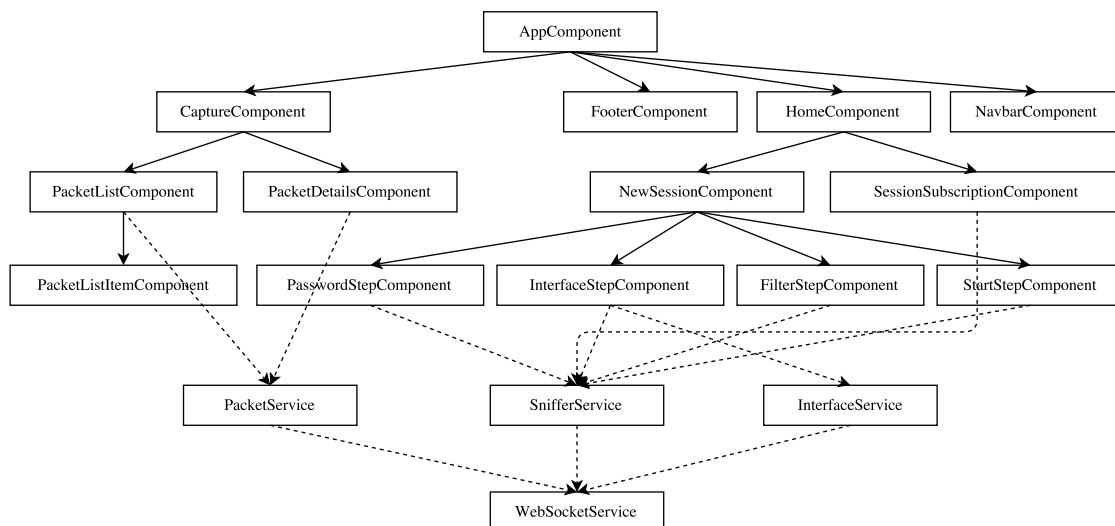 AppComponent
CaptureComponent
FooterComponent
HomeComponent
NavbarComponent
PacketListComponent
PacketDetailsComponent
NewSessionComponent
SessionSubscriptionComponent
PacketListItemComponent
PasswordStepComponent
InterfaceStepComponent
FilterStepComponent
StartStepComponent
PacketService
SnifferService
InterfaceService
WebSocketService